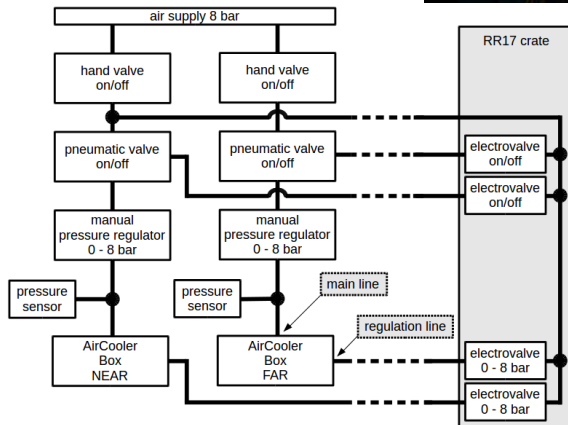 air supply 8 bar
RR17 crate
hand valve
on/off
hand valve
on/off
pneumatic valve
on/off
pneumatic valve
on/off
electrovalve
on/off
electrovalve
on/off
manual
pressure regulator
0 - 8 bar
manual
pressure regulator
0 - 8 bar
pressure
sensor
pressure
sensor
main line
regulation line
AirCooler
Box
NEAR
AirCooler
Box
FAR
electrovalve
0 - 8 bar
electrovalve
0 - 8 bar